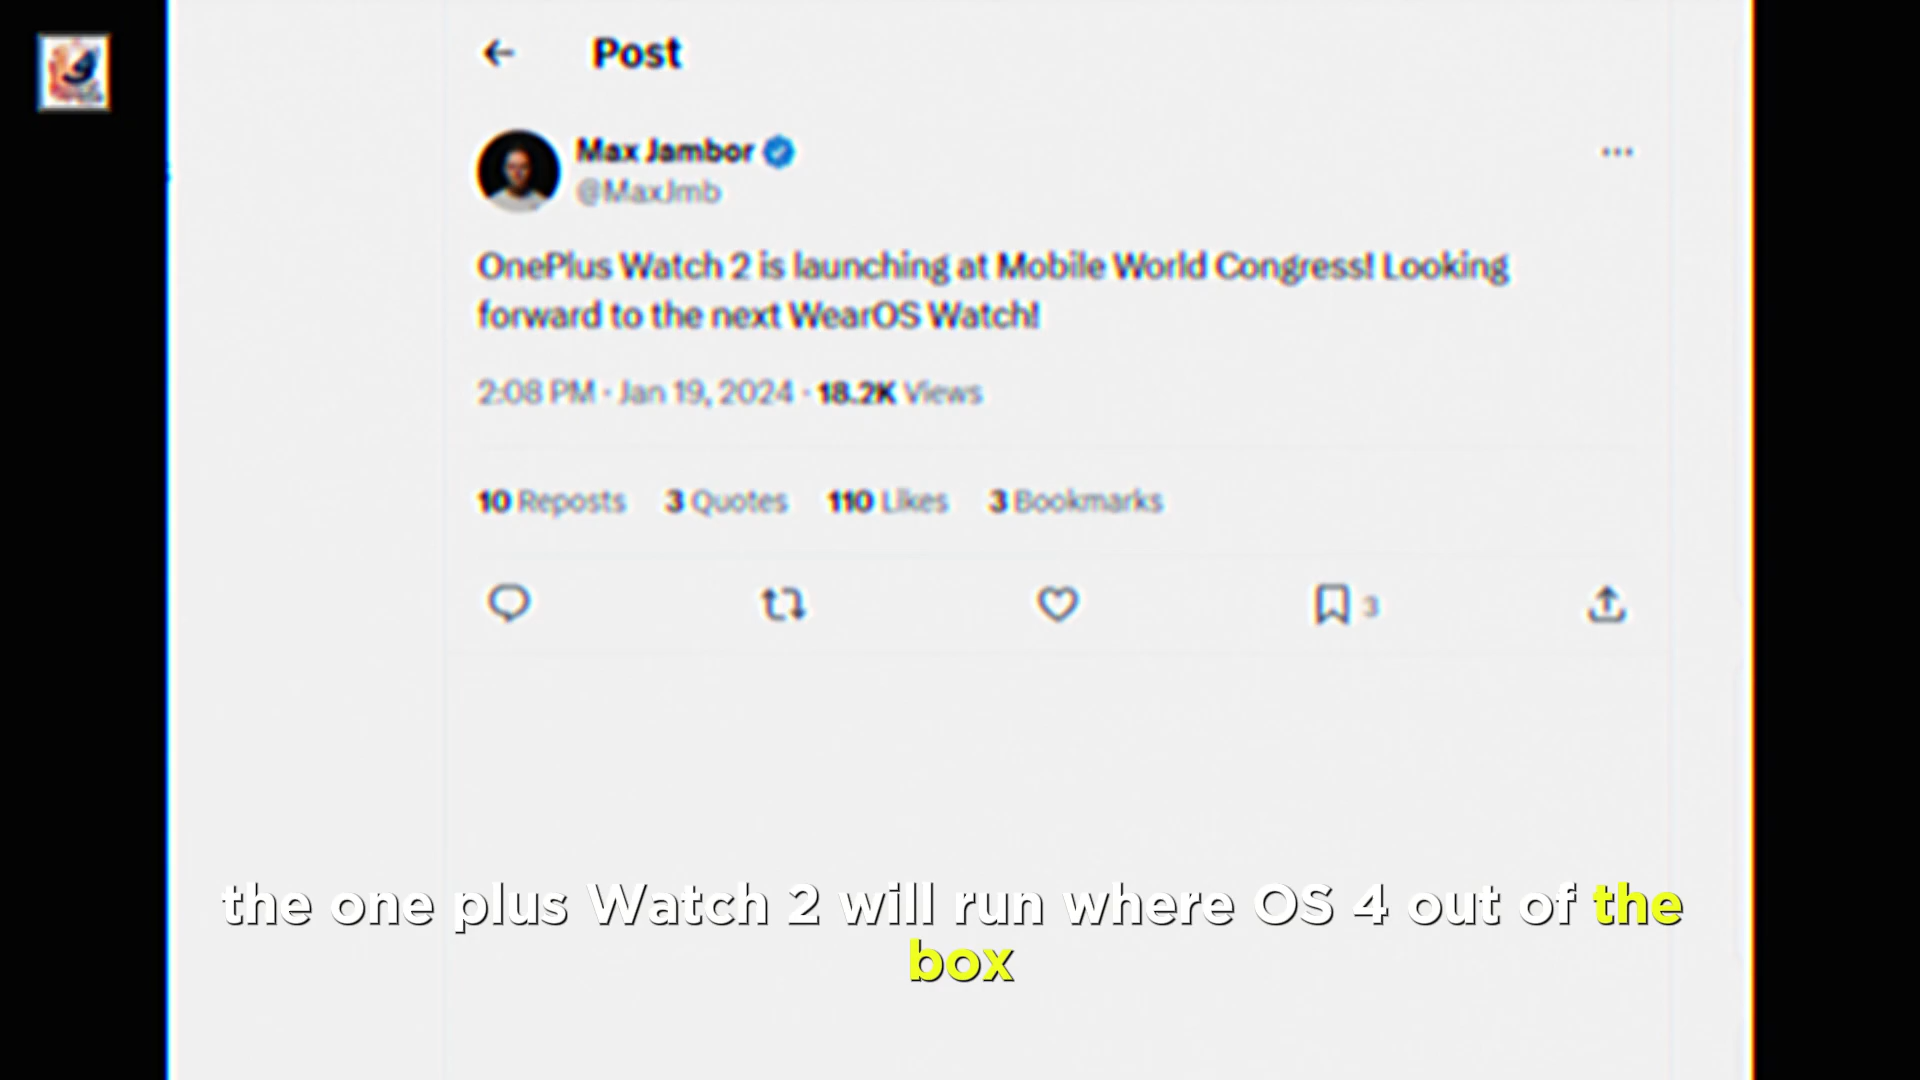 Post
Max Jambor
@MaxJmb
OnePlus Watch 2 is launching at Mobile World Congress! Looking
forward to the next WearOS Watch!
2:08 PM · Jan 19, 2024 · 18.2K Views
10 Reposts 3 Quotes 110 Likes 3 Bookmarks
3
the one plus Watch 2 will run where OS 4 out of the
box